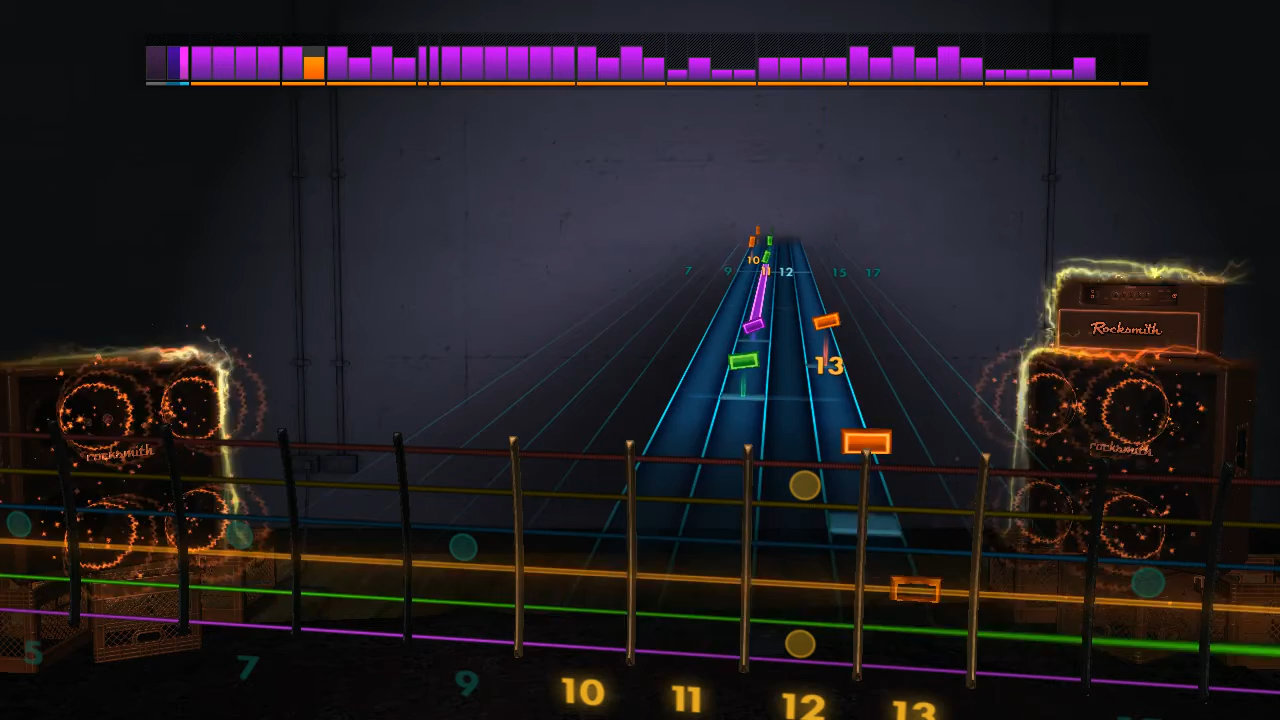 7 9 10 11 12 15 17
Rocksmith
13
rocksmith
rocksmith
5 7 9 10 11 12 13